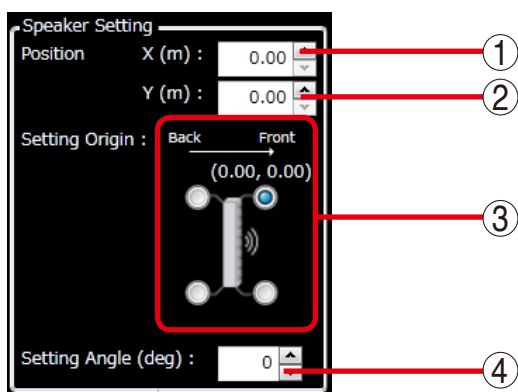 Speaker Setting
Position X (m) : 0.00 ①
Y (m) : 0.00 ②
Setting Origin : Back Front
(0.00, 0.00)
③
Setting Angle (deg) : 0 ④